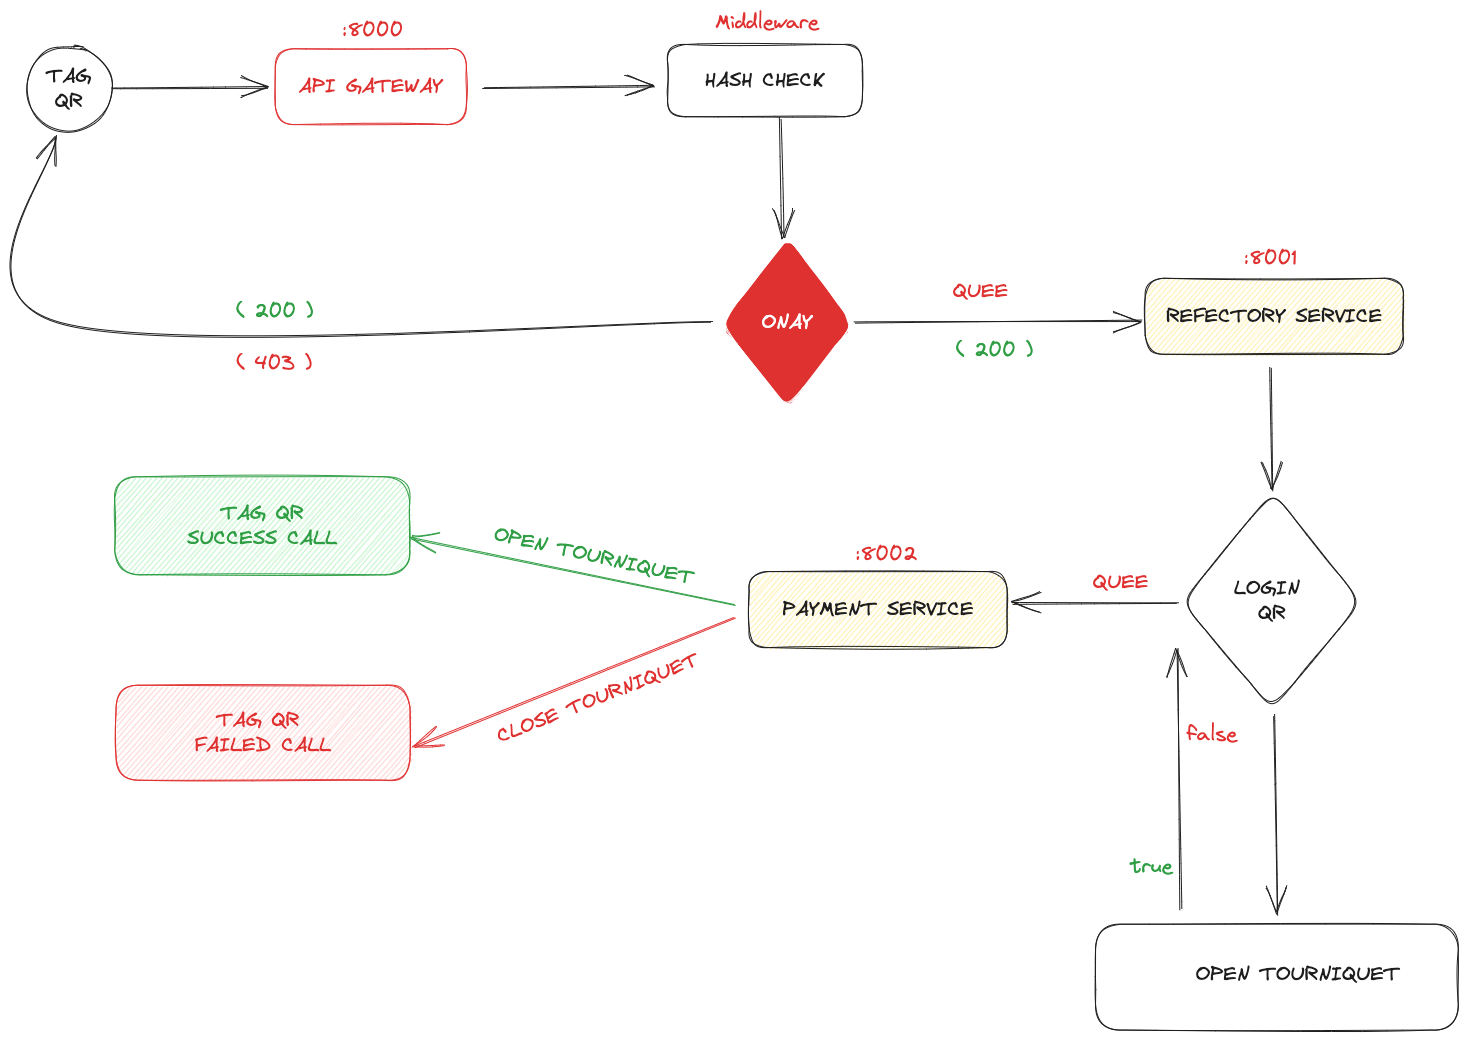 :8000
Middleware
TAG
QR
API GATEWAY
HASH CHECK
:8001
( 200 )
( 403 )
ONAY
QUEE
( 200 )
REFECTORY SERVICE
TAG QR
SUCCESS CALL
OPEN TOURNIQUET
:8002
PAYMENT SERVICE
QUEE
LOGIN
QR
TAG QR
FAILED CALL
CLOSE TOURNIQUET
false
true
OPEN TOURNIQUET